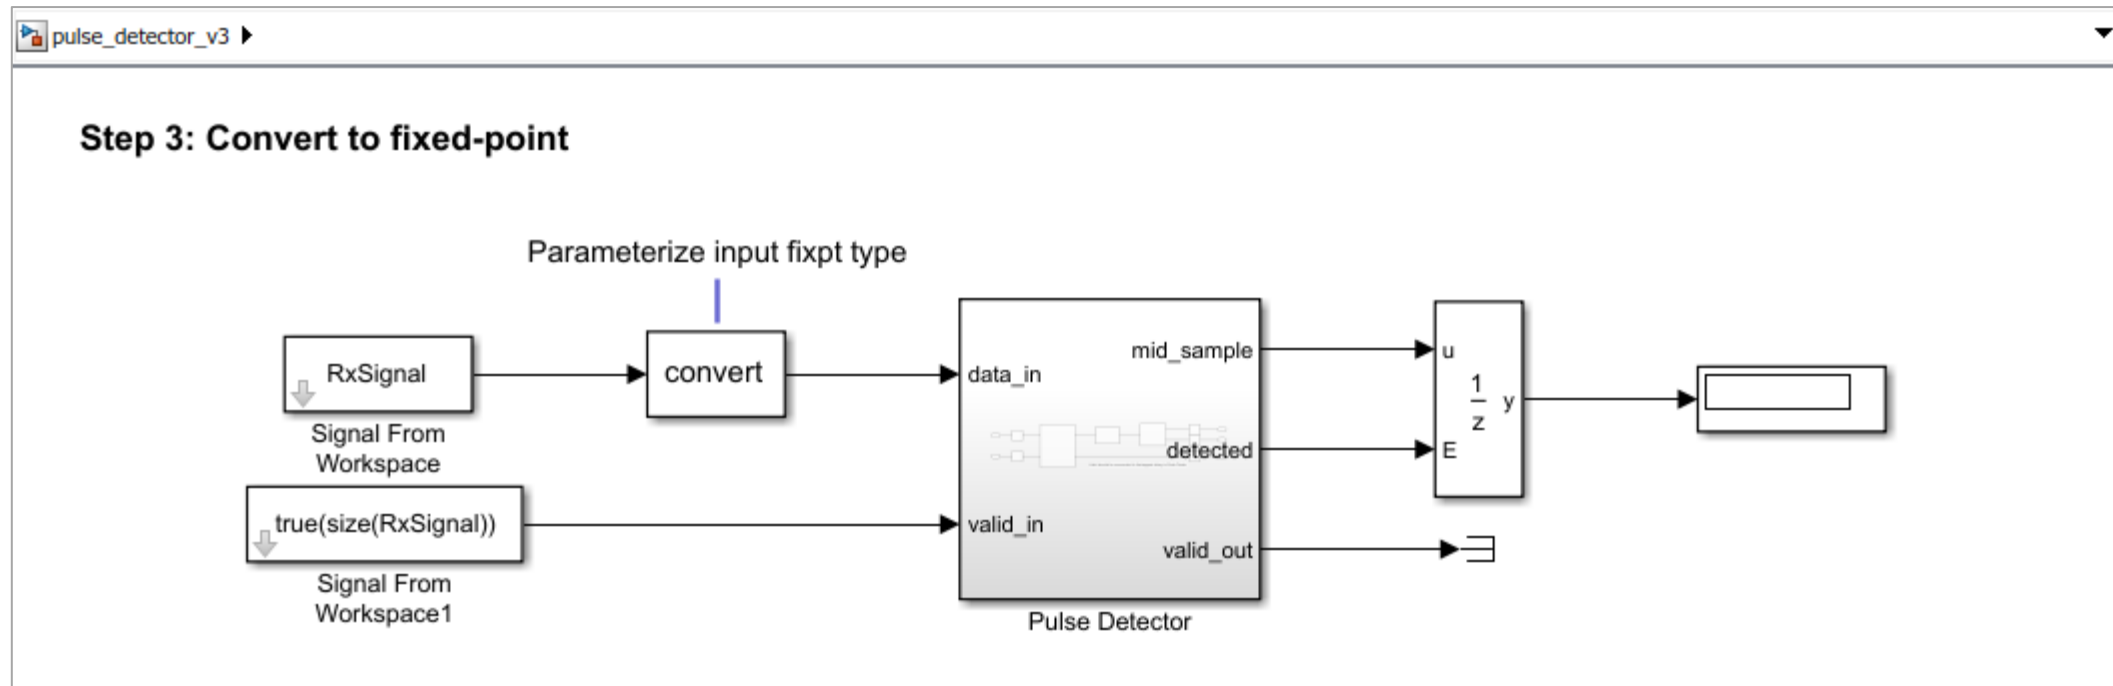 pulse_detector_v3
Step 3: Convert to fixed-point
Parameterize input fixpt type
RxSignal
Signal From
Workspace
convert
true(size(RxSignal))
Signal From
Workspace1
data_in
valid_in
mid_sample
detected
valid_out
Pulse Detector
u
E
1
z
y